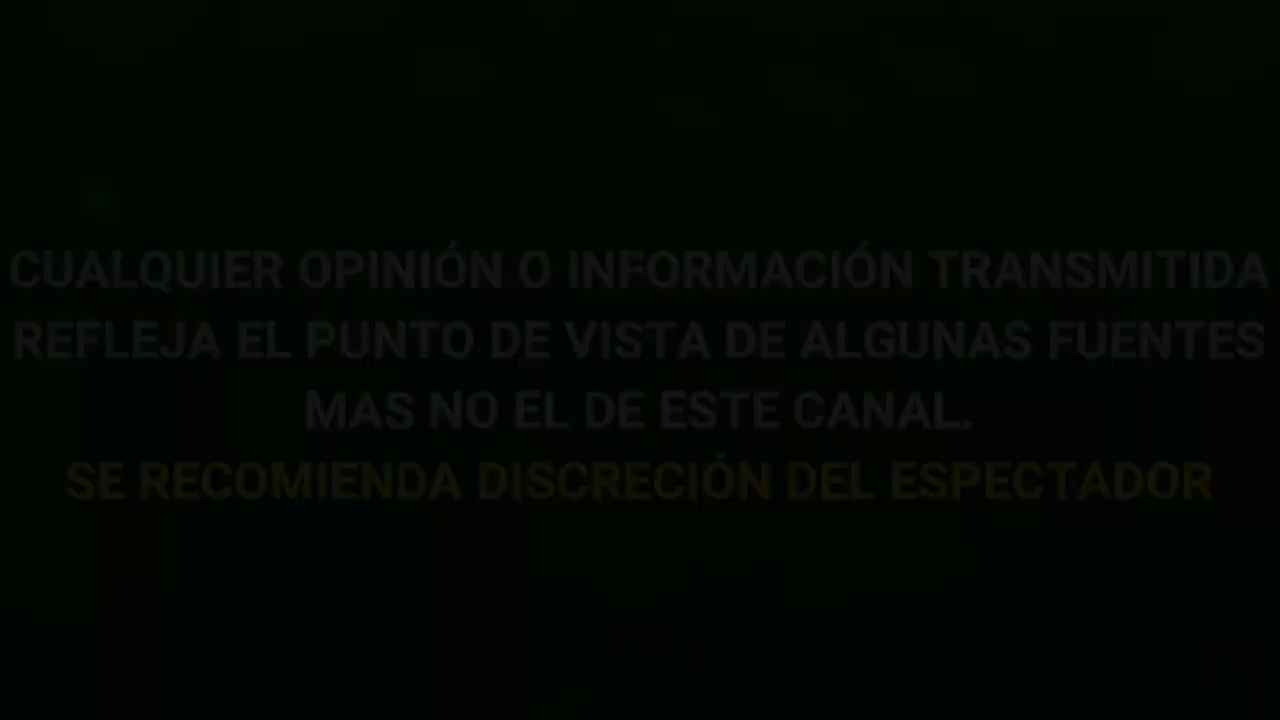 CUALQUIER OPINIÓN O INFORMACIÓN TRANSMITIDA
REFLEJA EL PUNTO DE VISTA DE ALGUNAS FUENTES
MAS NO EL DE ESTE CANAL.
SE RECOMIENDA DISCRECIÓN DEL ESPECTADOR